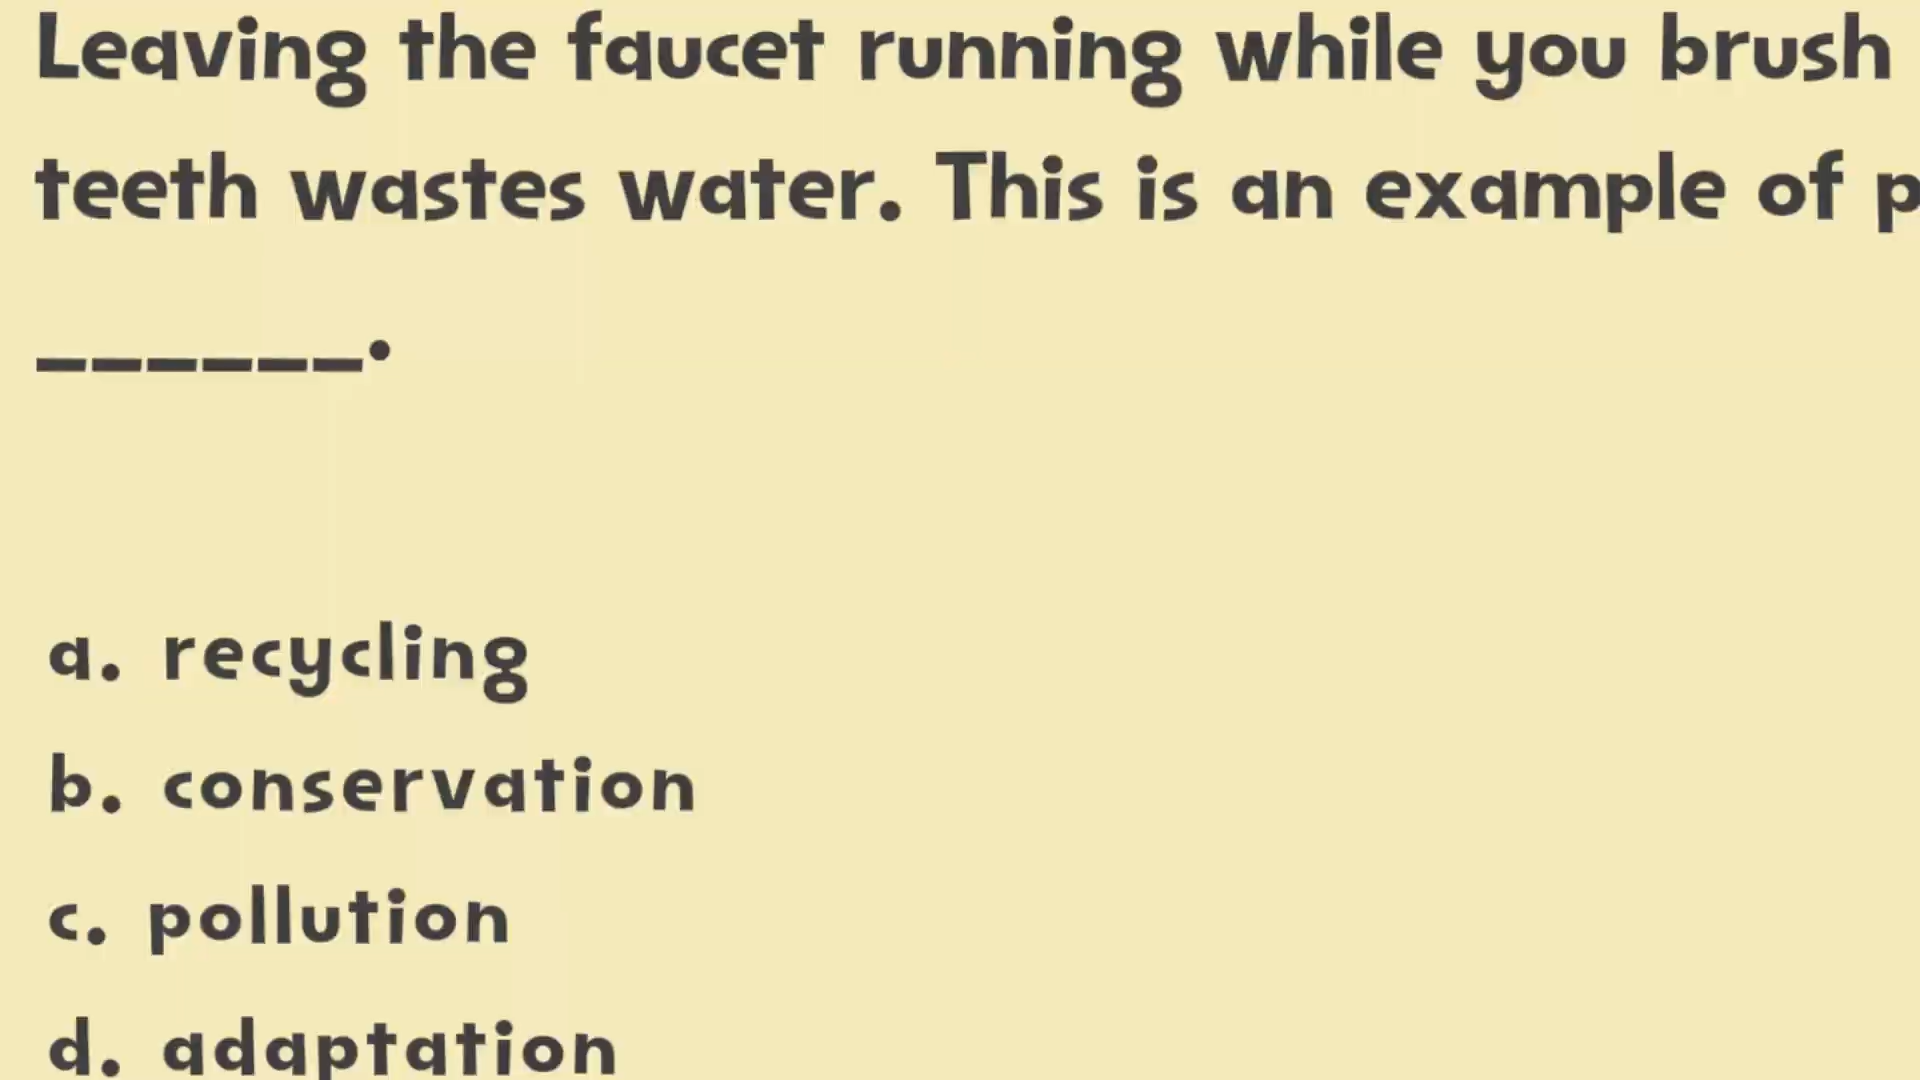 Leaving the faucet running while you brush
teeth wastes water. This is an example of
______.
a. recycling
b. conservation
c. pollution
d. adaptation